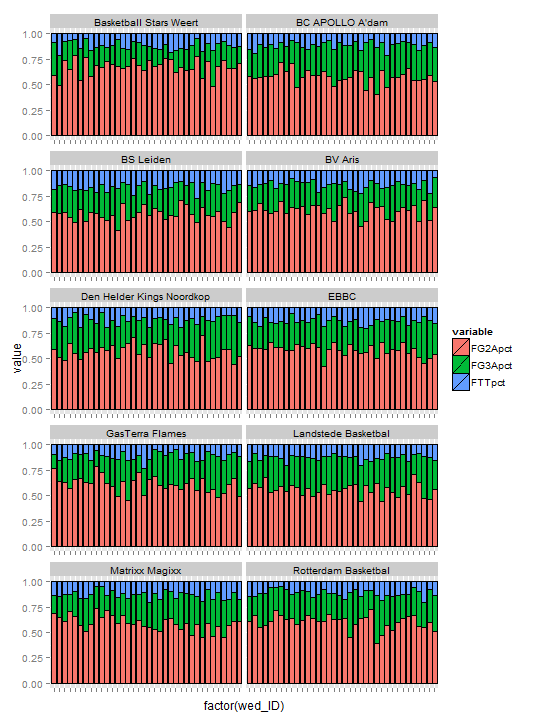 Basketball Stars Weert
BC APOLLO A'dam
1.00
0.75
0.50
0.25
0.00
BS Leiden
BV Aris
1.00
0.75
0.50
0.25
0.00
Den Helder Kings Noordkop
EBBC
1.00
0.75
0.50
0.25
0.00
GasTerra Flames
Landstede Basketbal
1.00
0.75
0.50
0.25
0.00
Matrixx Magixx
Rotterdam Basketbal
1.00
0.75
0.50
0.25
0.00
value
factor(wed_ID)
variable
FG2Apct
FG3Apct
FTTpct